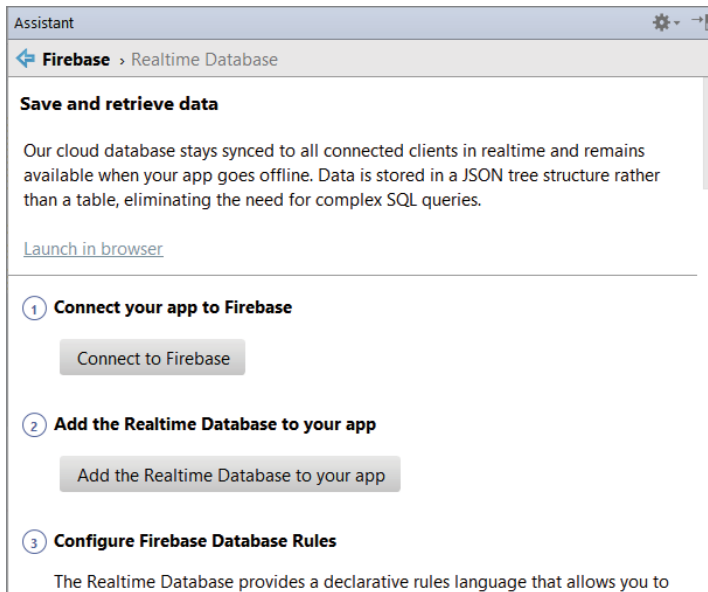 Assistant
Firebase › Realtime Database
Save and retrieve data
Our cloud database stays synced to all connected clients in realtime and remains
available when your app goes offline. Data is stored in a JSON tree structure rather
than a table, eliminating the need for complex SQL queries.
Launch in browser
1 Connect your app to Firebase
Connect to Firebase
2 Add the Realtime Database to your app
Add the Realtime Database to your app
3 Configure Firebase Database Rules
The Realtime Database provides a declarative rules language that allows you to